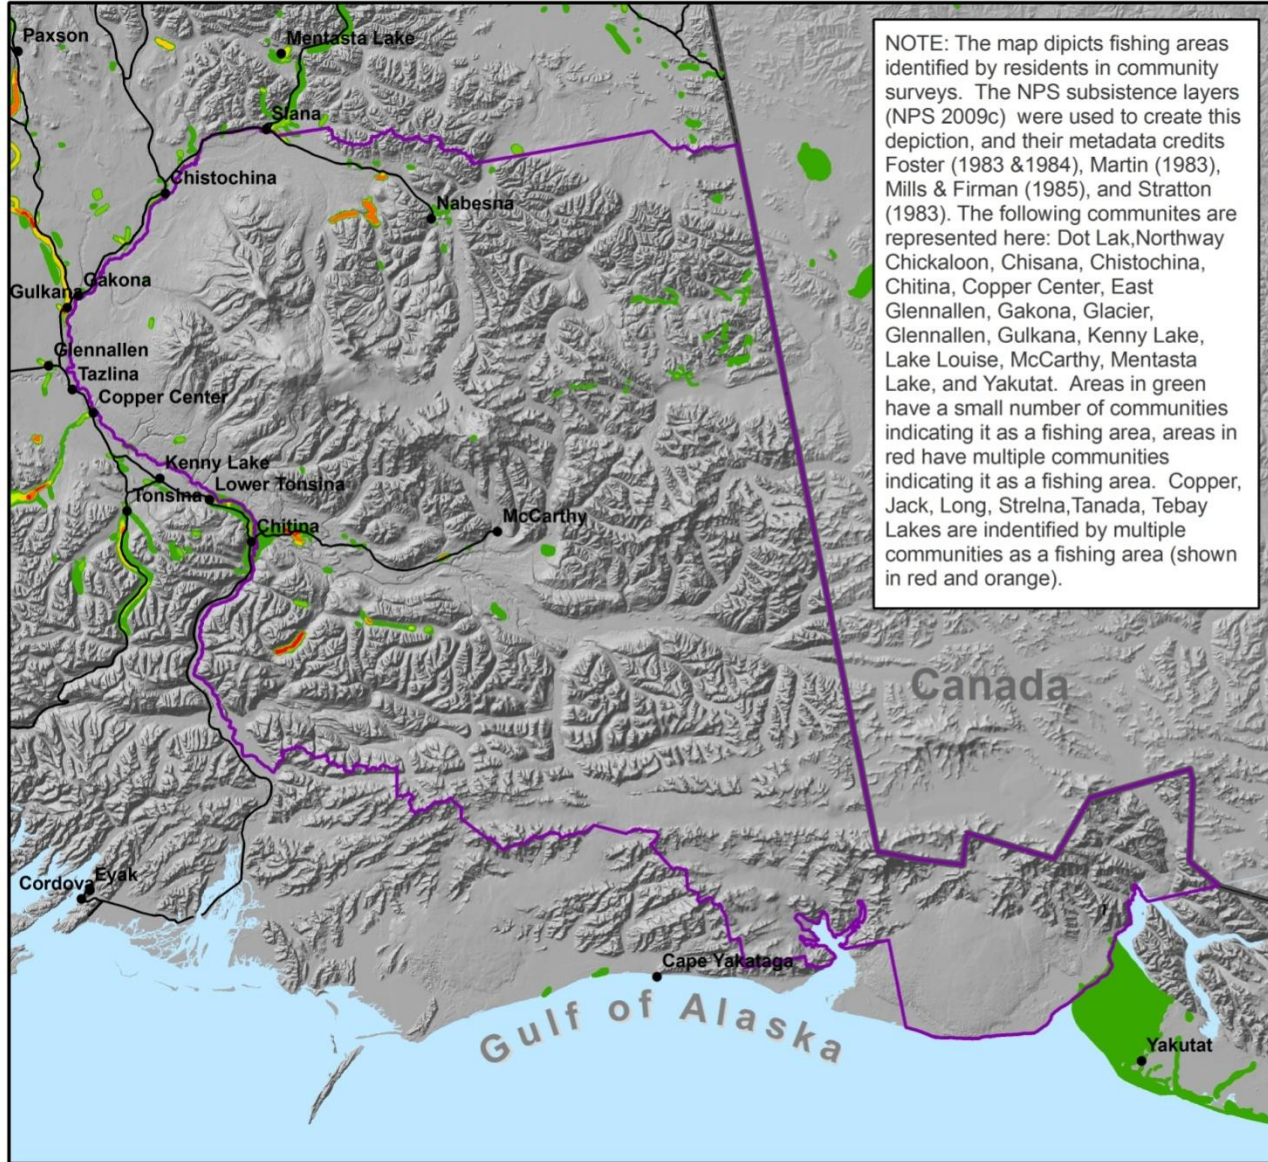 Paxson
Mentasta Lake
Slana
Chistochina
Nabesna
Gakona
Gulkana
Glennallen
Tazlina
Copper Center
Kenny Lake
Lower Tonsina
Tonsina
Chitina
McCarthy
NOTE: The map dipicts fishing areas
identified by residents in community
surveys. The NPS subsistence layers
(NPS 2009c) were used to create this
depiction, and their metadata credits
Foster (1983 &1984), Martin (1983),
Mills & Firman (1985), and Stratton
(1983). The following communites are
represented here: Dot Lak,Northway
Chickaloon, Chisana, Chistochina,
Chitina, Copper Center, East
Glennallen, Gakona, Glacier,
Glennallen, Gulkana, Kenny Lake,
Lake Louise, McCarthy, Mentasta
Lake, and Yakutat. Areas in green
have a small number of communities
indicating it as a fishing area, areas in
red have multiple communities
indicating it as a fishing area. Copper,
Jack, Long, Strelna,Tanada, Tebay
Lakes are indentified by multiple
communities as a fishing area (shown
in red and orange).
Canada
Eyak
Cordova
Cape Yakataga
Gulf of Alaska
Yakutat